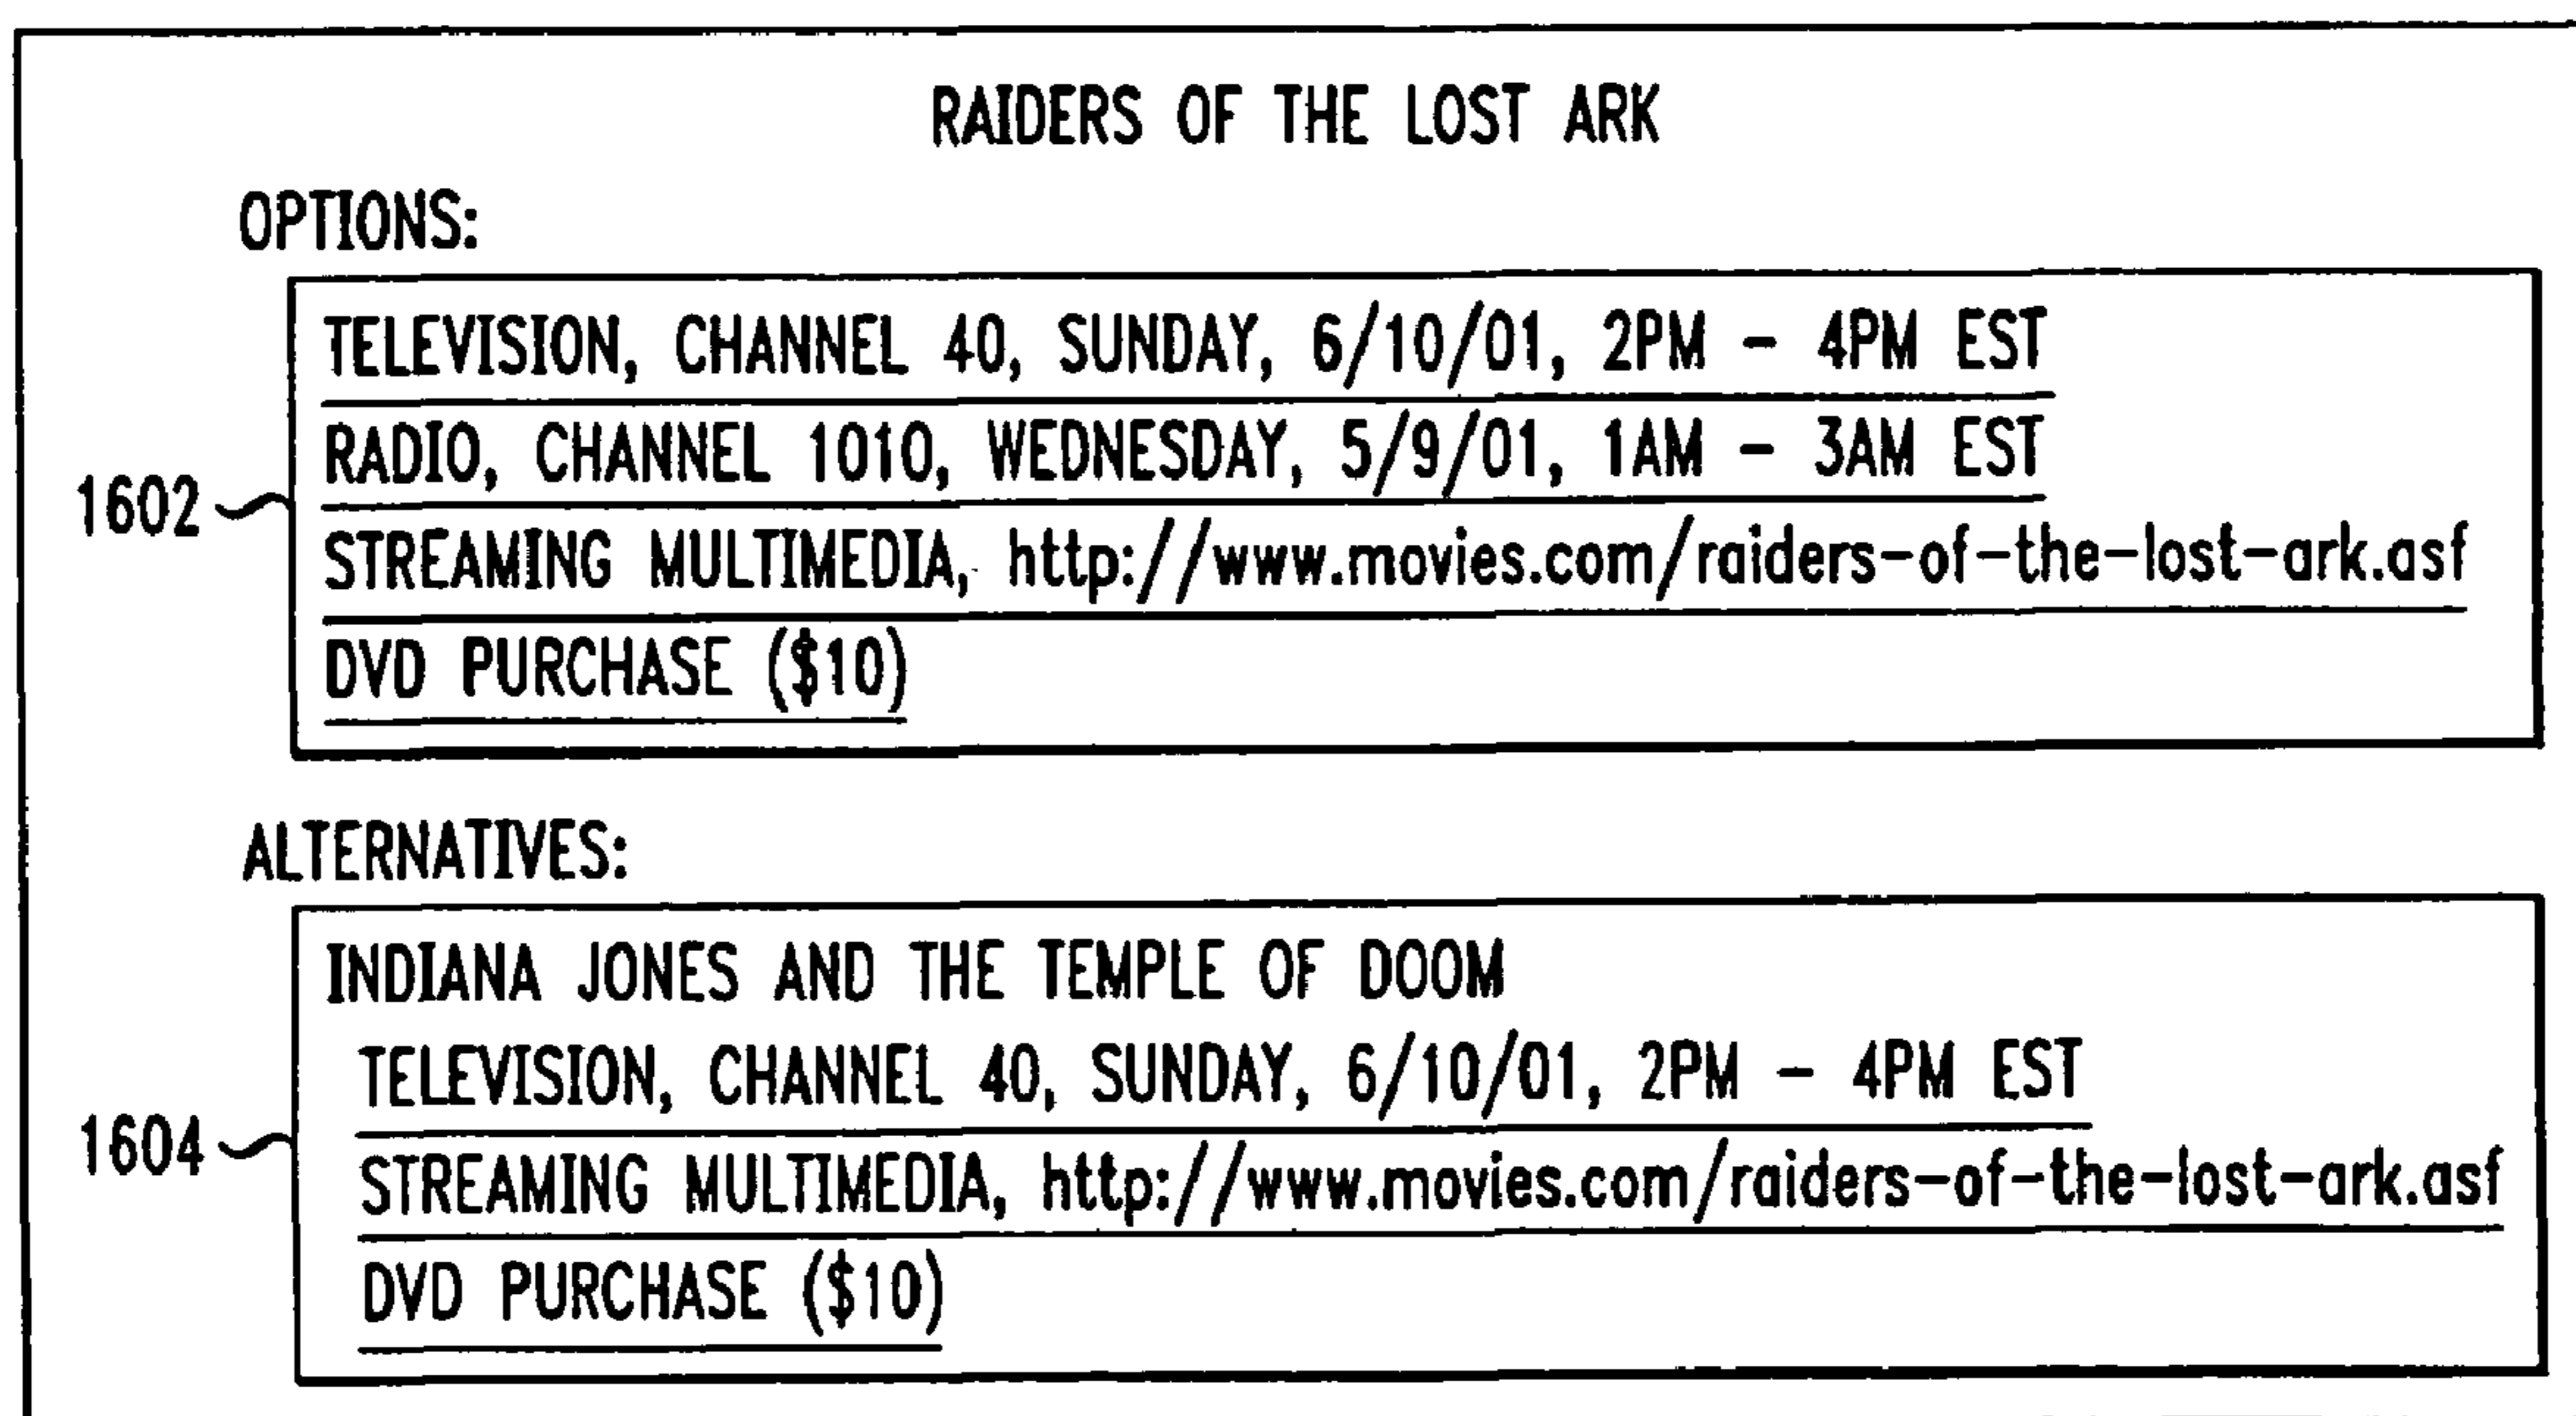 RAIDERS OF THE LOST ARK
OPTIONS:
TELEVISION, CHANNEL 40, SUNDAY, 6/10/01, 2PM - 4PM EST
RADIO, CHANNEL 1010, WEDNESDAY, 5/9/01, 1AM - 3AM EST
1602
STREAMING MULTIMEDIA, http://www.movies.com/raiders-of-the-lost-ark.asf
DVD PURCHASE ($10)
ALTERNATIVES:
INDIANA JONES AND THE TEMPLE OF DOOM
TELEVISION, CHANNEL 40, SUNDAY, 6/10/01, 2PM - 4PM EST
1604
STREAMING MULTIMEDIA, http://www.movies.com/raiders-of-the-lost-ark.asf
DVD PURCHASE ($10)